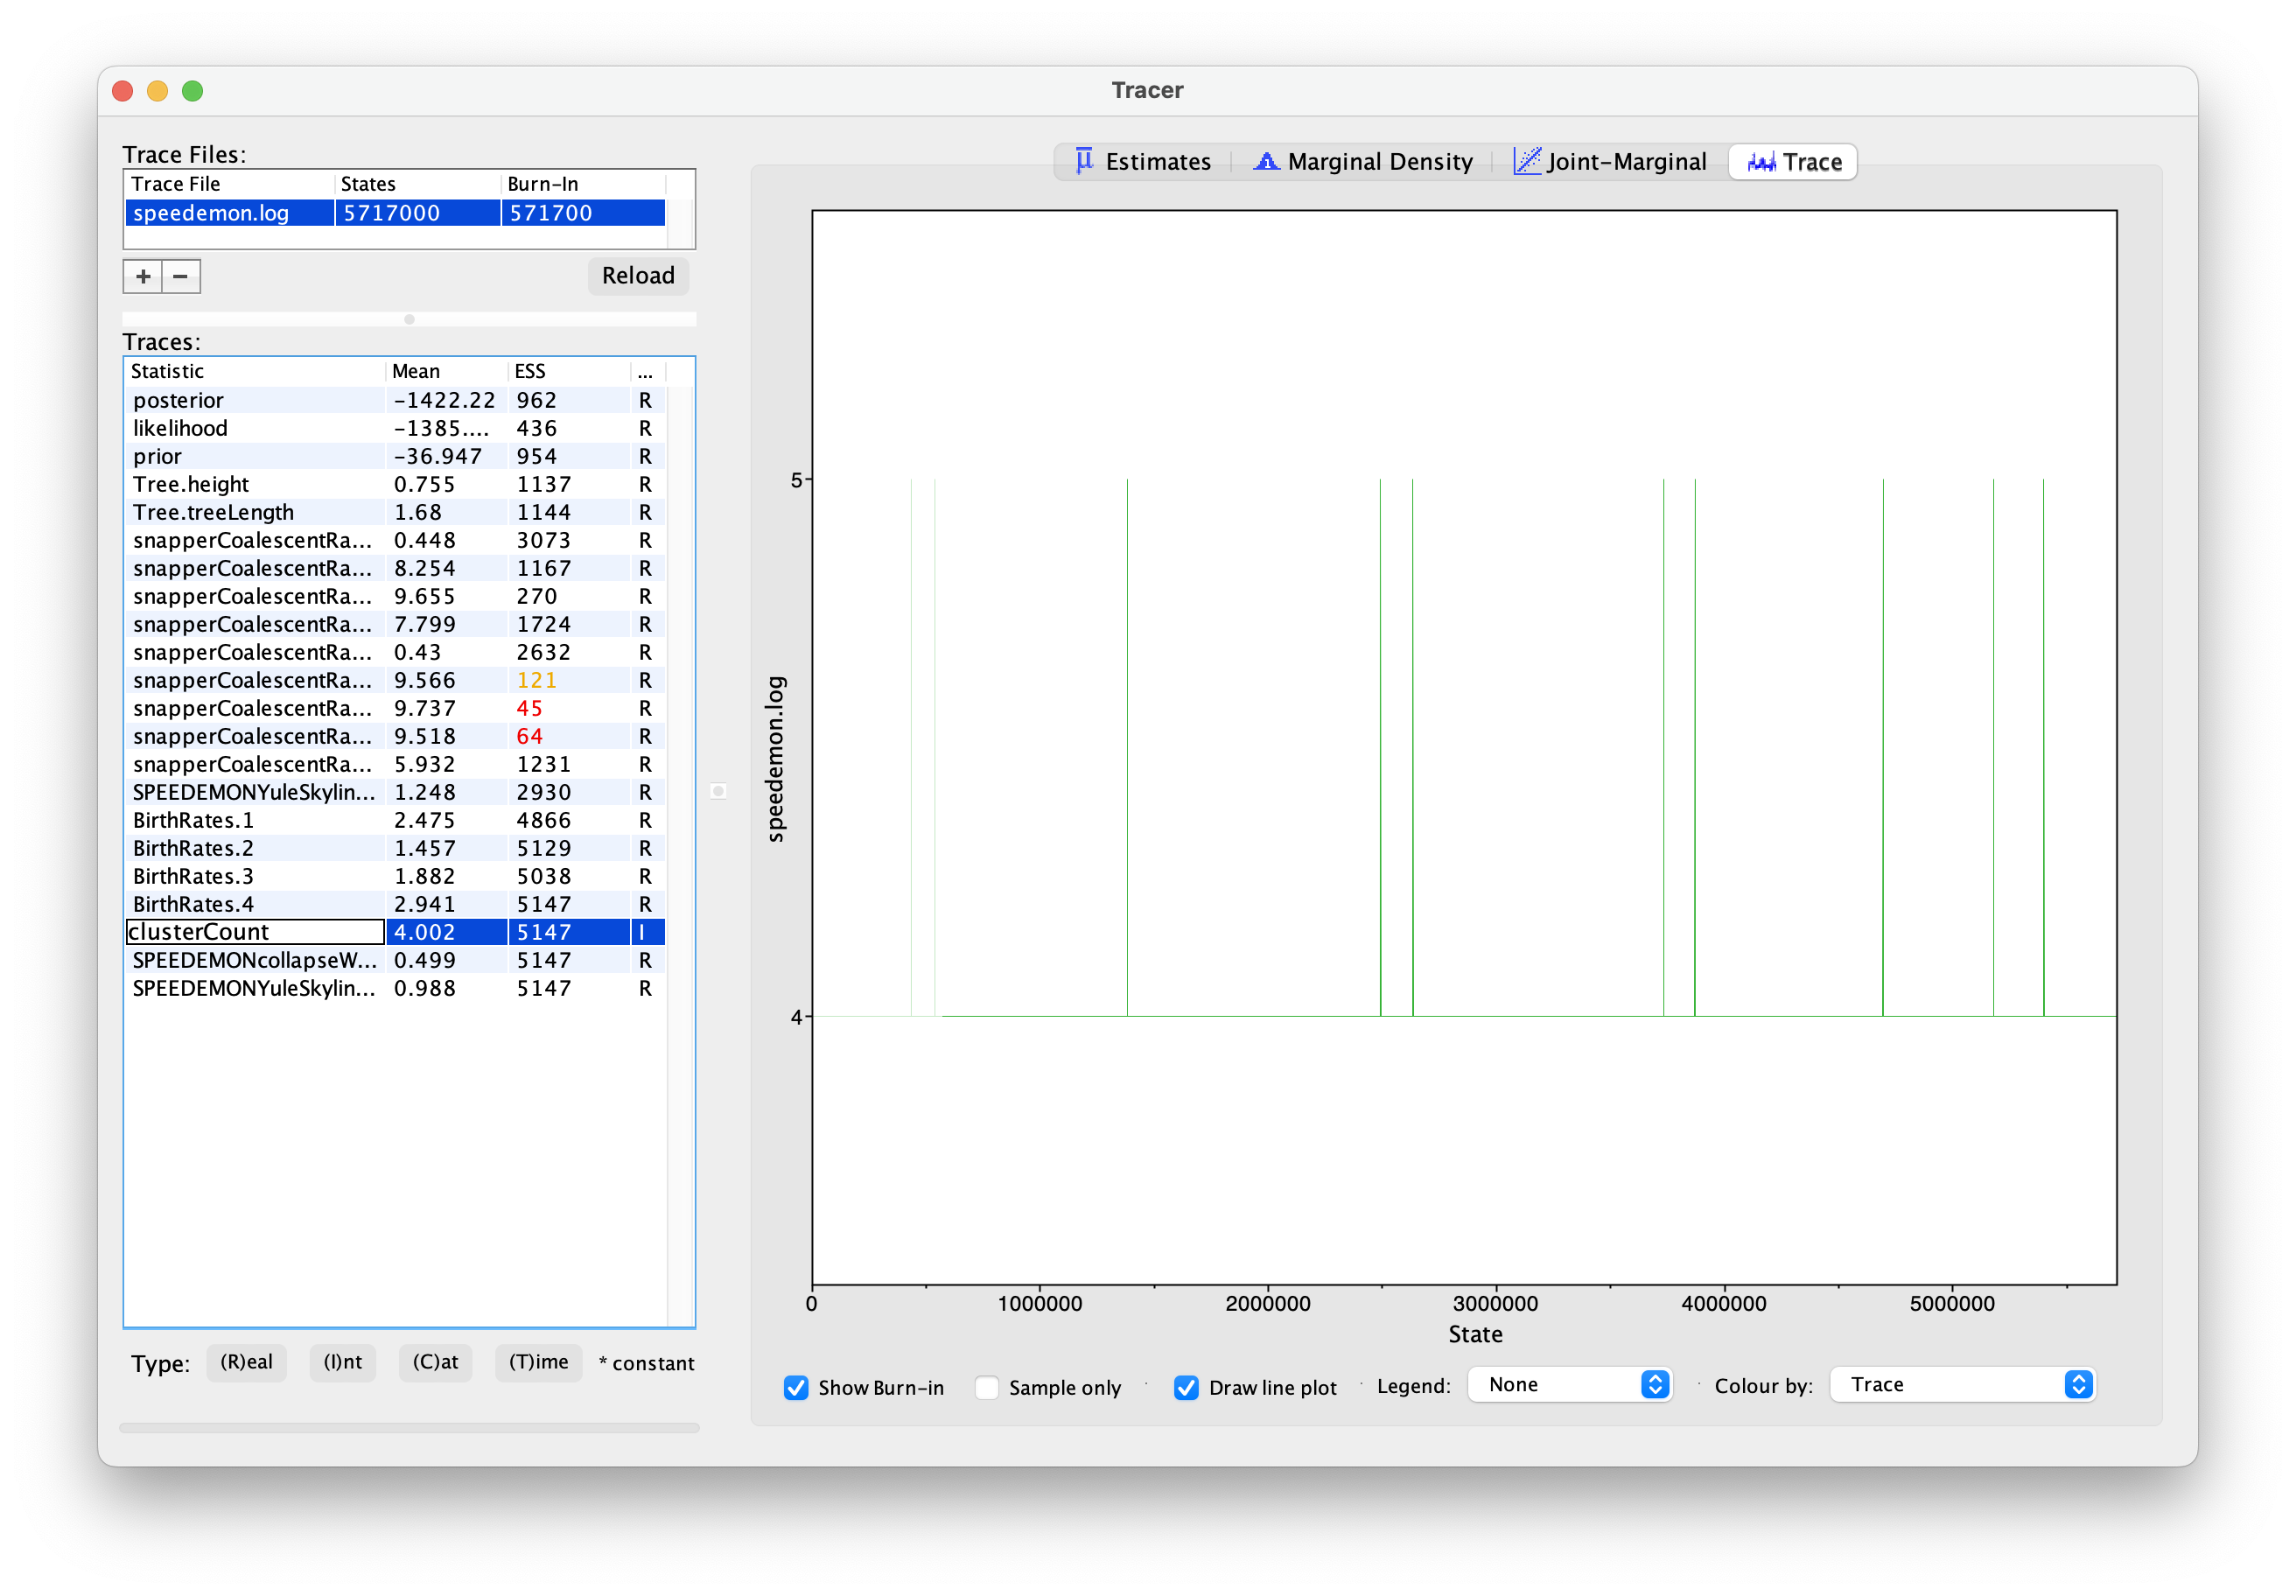 Tracer
Trace Files:
Trace File States Burn-In
speedemon.log 5717000 571700
+ −
Reload
Traces:
Statistic Mean ESS ...
posterior −1422.22 962 R
likelihood −1385.... 436 R
prior −36.947 954 R
Tree.height 0.755 1137 R
Tree.treeLength 1.68 1144 R
snapperCoalescentRa... 0.448 3073 R
snapperCoalescentRa... 8.254 1167 R
snapperCoalescentRa... 9.655 270 R
snapperCoalescentRa... 7.799 1724 R
snapperCoalescentRa... 0.43 2632 R
snapperCoalescentRa... 9.566 121 R
snapperCoalescentRa... 9.737 45 R
snapperCoalescentRa... 9.518 64 R
snapperCoalescentRa... 5.932 1231 R
SPEEDEMONYuleSkylin... 1.248 2930 R
BirthRates.1 2.475 4866 R
BirthRates.2 1.457 5129 R
BirthRates.3 1.882 5038 R
BirthRates.4 2.941 5147 R
clusterCount 4.002 5147 I
SPEEDEMONcollapseW... 0.499 5147 R
SPEEDEMONYuleSkylin... 0.988 5147 R
Type: (R)eal (I)nt (C)at (T)ime * constant
Estimates Marginal Density Joint-Marginal Trace
speedemon.log
5
4
0 1000000 2000000 3000000 4000000 5000000
State
Show Burn-in Sample only Draw line plot Legend: None Colour by: Trace